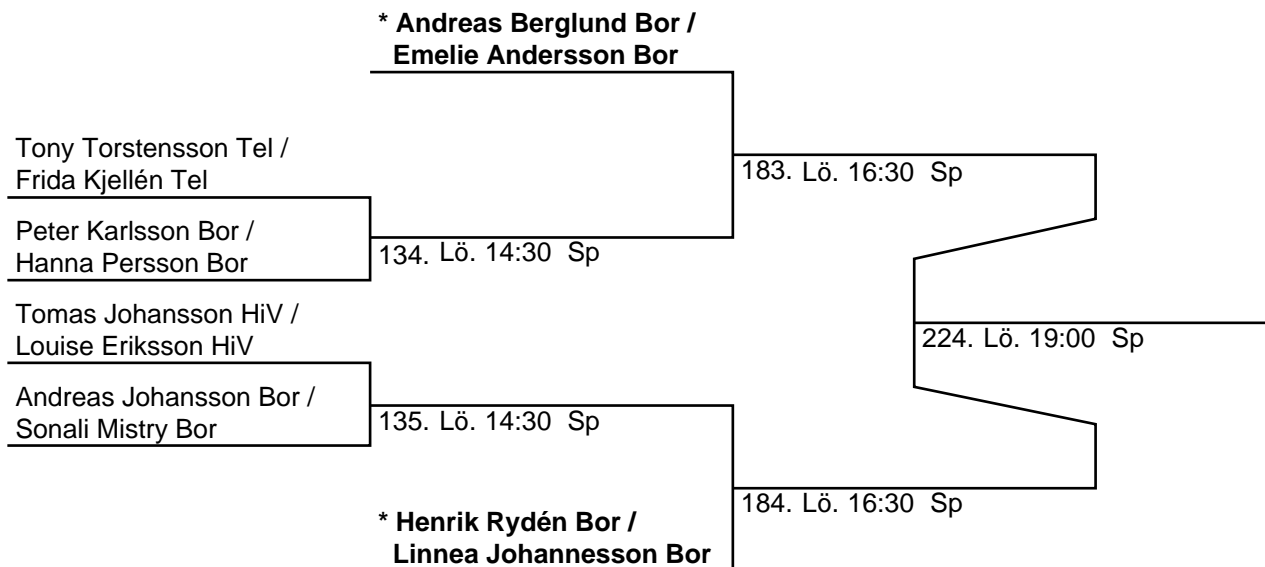 * Andreas Berglund Bor /
Emelie Andersson Bor
Tony Torstensson Tel /
Frida Kjellén Tel
183. Lö. 16:30 Sp
Peter Karlsson Bor /
Hanna Persson Bor
134. Lö. 14:30 Sp
Tomas Johansson HiV /
Louise Eriksson HiV
224. Lö. 19:00 Sp
Andreas Johansson Bor /
Sonali Mistry Bor
135. Lö. 14:30 Sp
184. Lö. 16:30 Sp
* Henrik Rydén Bor /
Linnea Johannesson Bor